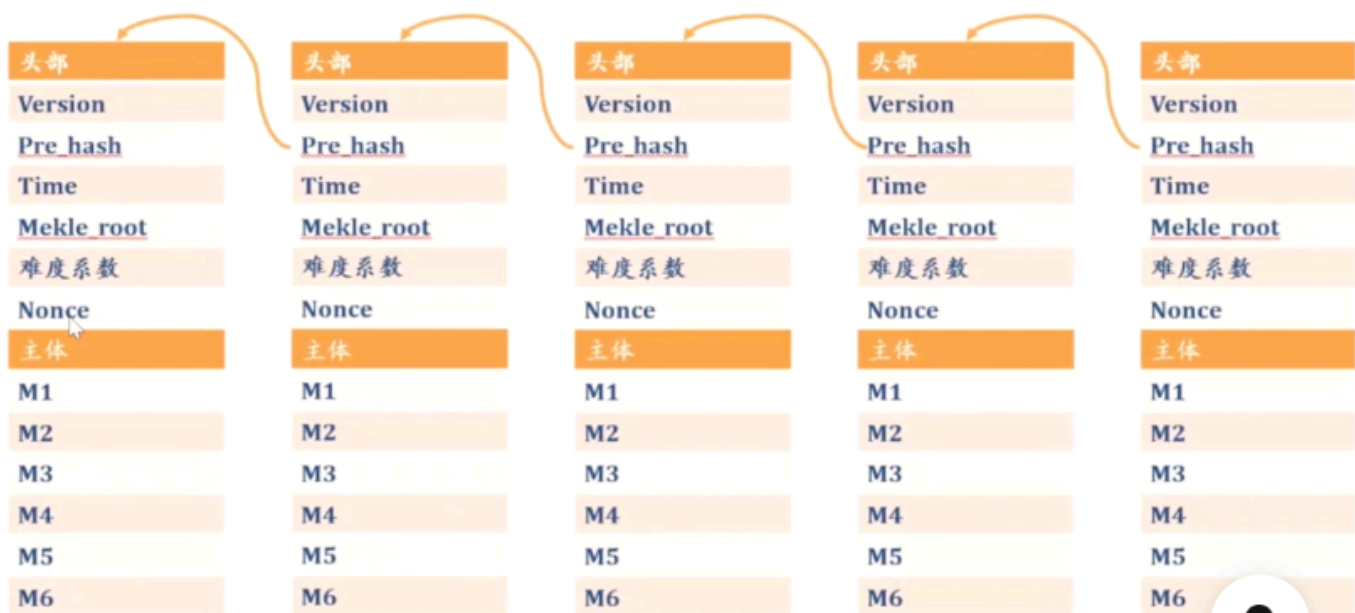 头部 头部 头部 头部 头部
Version Version Version Version Version
Pre_hash Pre_hash Pre_hash Pre_hash Pre_hash
Time Time Time Time Time
Mekle_root Mekle_root Mekle_root Mekle_root Mekle_root
难度系数 难度系数 难度系数 难度系数 难度系数
Nonce Nonce Nonce Nonce Nonce
主体 主体 主体 主体 主体
M1 M1 M1 M1 M1
M2 M2 M2 M2 M2
M3 M3 M3 M3 M3
M4 M4 M4 M4 M4
M5 M5 M5 M5 M5
M6 M6 M6 M6 M6